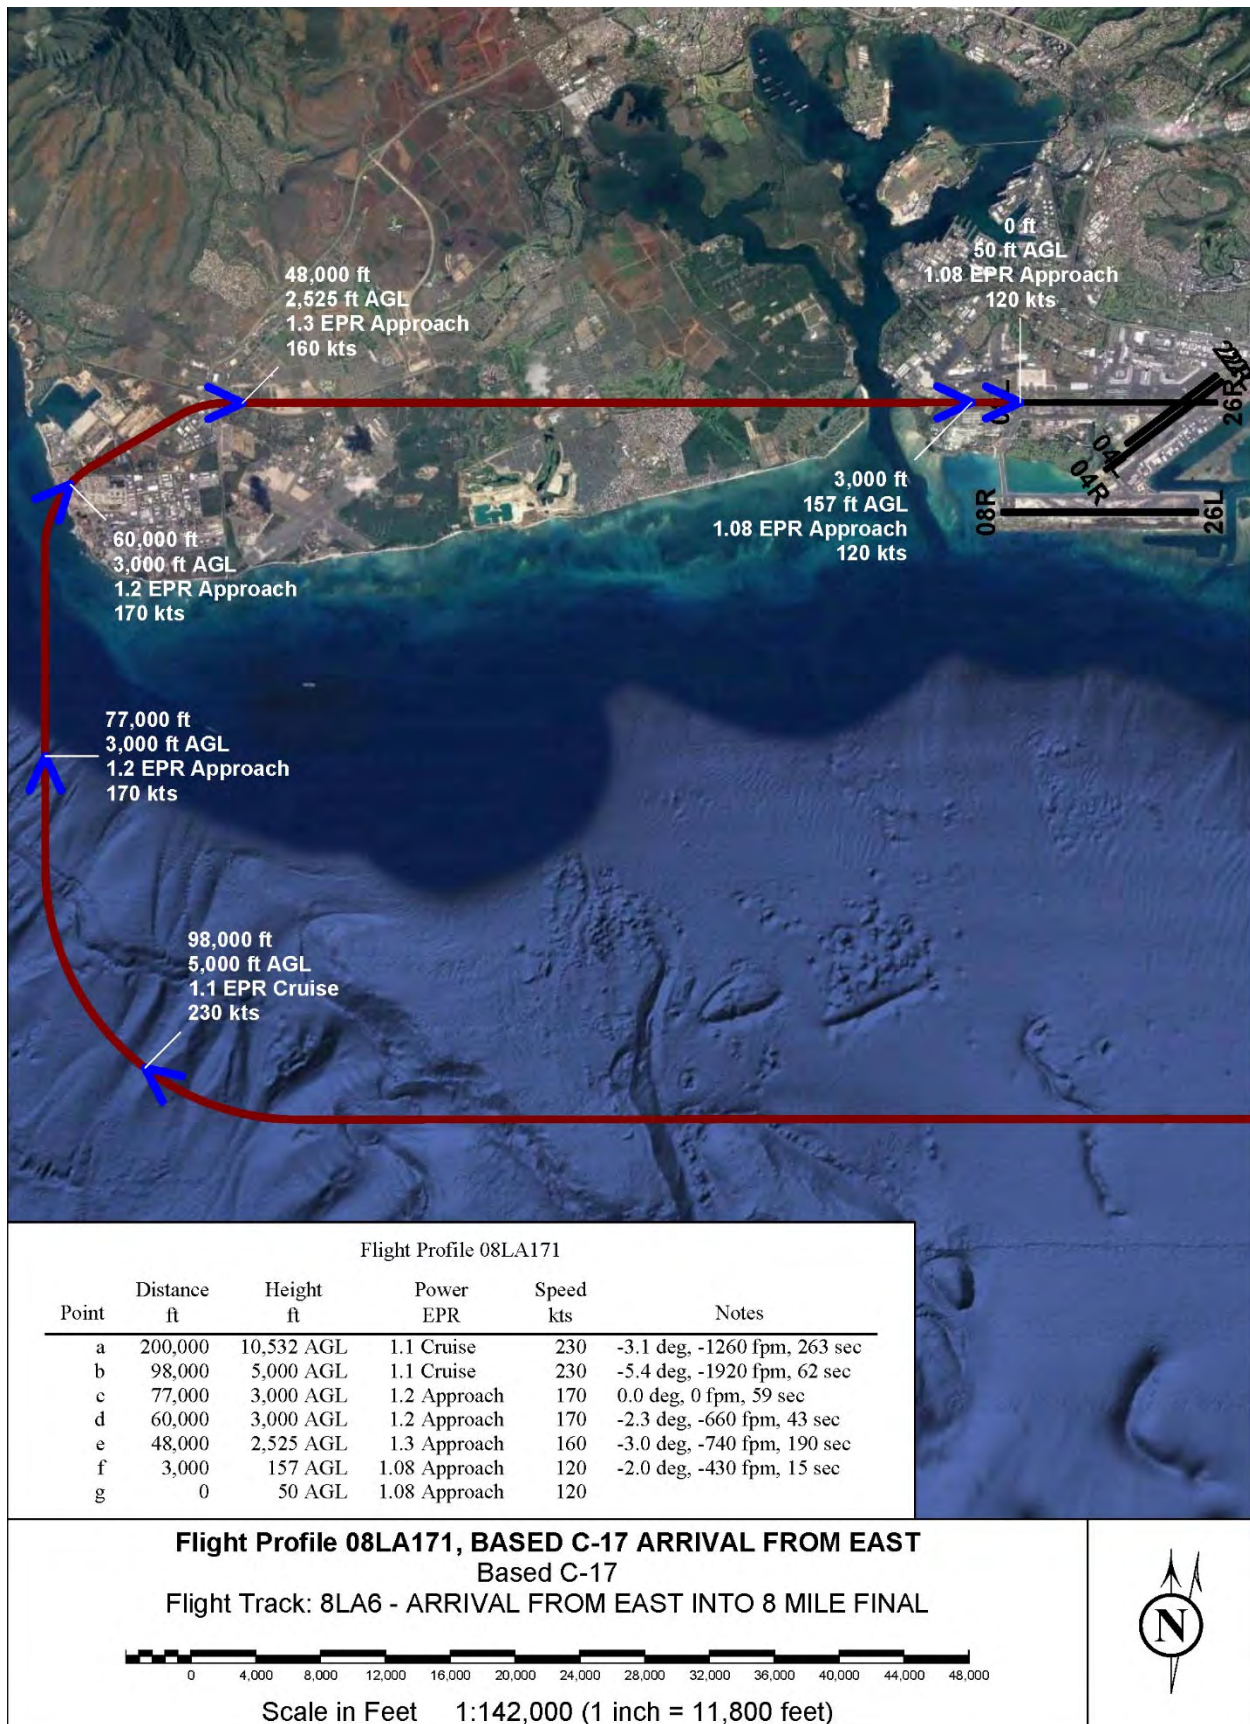 0 ft
50 ft AGL
1.08 EPR Approach
120 kts
48,000 ft
2,525 ft AGL
1.3 EPR Approach
160 kts
26R
04L
04R
3,000 ft
157 ft AGL
1.08 EPR Approach
120 kts
08R
26L
60,000 ft
3,000 ft AGL
1.2 EPR Approach
170 kts
77,000 ft
3,000 ft AGL
1.2 EPR Approach
170 kts
98,000 ft
5,000 ft AGL
1.1 EPR Cruise
230 kts
Flight Profile 08LA171
Distance Height Power Speed
Point ft ft EPR kts Notes
a 200,000 10,532 AGL 1.1 Cruise 230 -3.1 deg, -1260 fpm, 263 sec
b 98,000 5,000 AGL 1.1 Cruise 230 -5.4 deg, -1920 fpm, 62 sec
c 77,000 3,000 AGL 1.2 Approach 170 0.0 deg, 0 fpm, 59 sec
d 60,000 3,000 AGL 1.2 Approach 170 -2.3 deg, -660 fpm, 43 sec
e 48,000 2,525 AGL 1.3 Approach 160 -3.0 deg, -740 fpm, 190 sec
f 3,000 157 AGL 1.08 Approach 120 -2.0 deg, -430 fpm, 15 sec
g 0 50 AGL 1.08 Approach 120
Flight Profile 08LA171, BASED C-17 ARRIVAL FROM EAST
Based C-17
Flight Track: 8LA6 - ARRIVAL FROM EAST INTO 8 MILE FINAL
0 4,000 8,000 12,000 16,000 20,000 24,000 28,000 32,000 36,000 40,000 44,000 48,000
Scale in Feet 1:142,000 (1 inch = 11,800 feet)
N